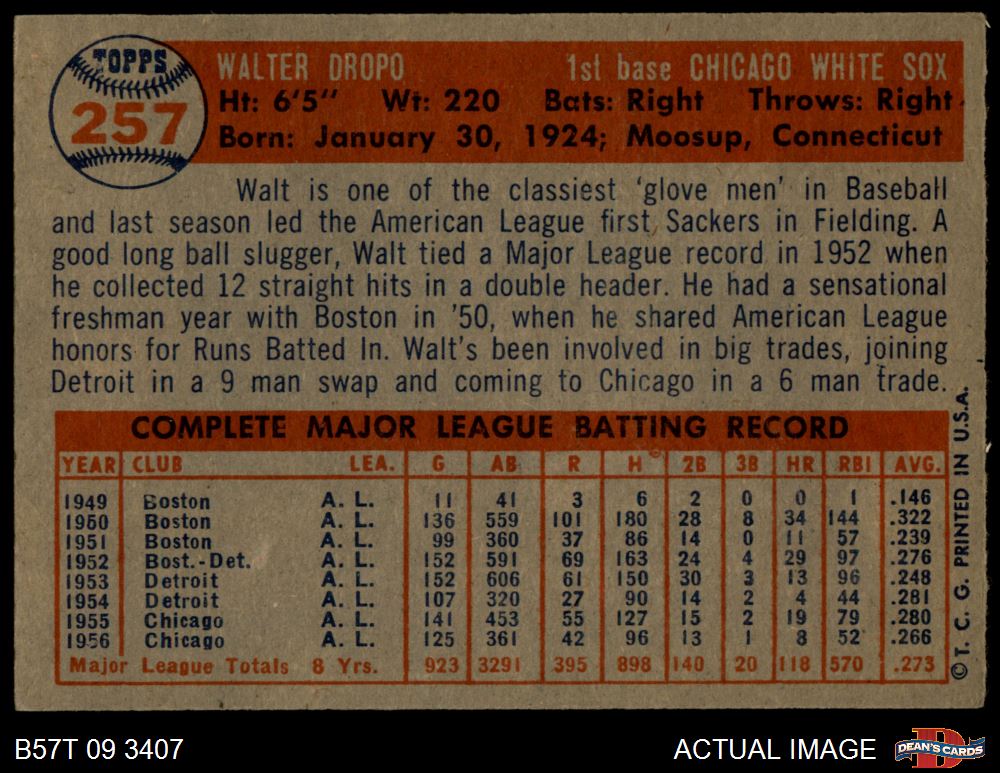 TOPPS
257
WALTER DROPO 1st base CHICAGO WHITE SOX
Ht: 6'5" Wt: 220 Bats: Right Throws: Right
Born: January 30, 1924; Moosup, Connecticut
Walt is one of the classiest 'glove men' in Baseball
and last season led the American League first Sackers in Fielding. A
good long ball slugger, Walt tied a Major League record in 1952 when
he collected 12 straight hits in a double header. He had a sensational
freshman year with Boston in '50, when he shared American League
honors for Runs Batted In. Walt's been involved in big trades, joining
Detroit in a 9 man swap and coming to Chicago in a 6 man trade.
COMPLETE MAJOR LEAGUE BATTING RECORD
YEAR CLUB LEA. G AB R H 2B 3B HR RBI AVG.
1949 Boston A. L. 11 41 3 6 2 0 0 1 .146
1950 Boston A. L. 136 559 101 180 28 8 34 144 .322
1951 Boston A. L. 99 360 37 86 14 0 11 57 .239
1952 Bost.-Det. A. L. 152 591 69 163 24 4 29 97 .276
1953 Detroit A. L. 152 606 61 150 30 3 13 96 .248
1954 Detroit A. L. 107 320 27 90 14 2 4 44 .281
1955 Chicago A. L. 141 453 55 127 15 2 19 79 .280
1956 Chicago A. L. 125 361 42 96 13 1 8 52 .266
Major League Totals 8 Yrs. 923 3291 395 898 140 20 118 570 .273
© T. C. G. PRINTED IN U.S.A.
B57T 09 3407 ACTUAL IMAGE
D
DEAN'S CARDS